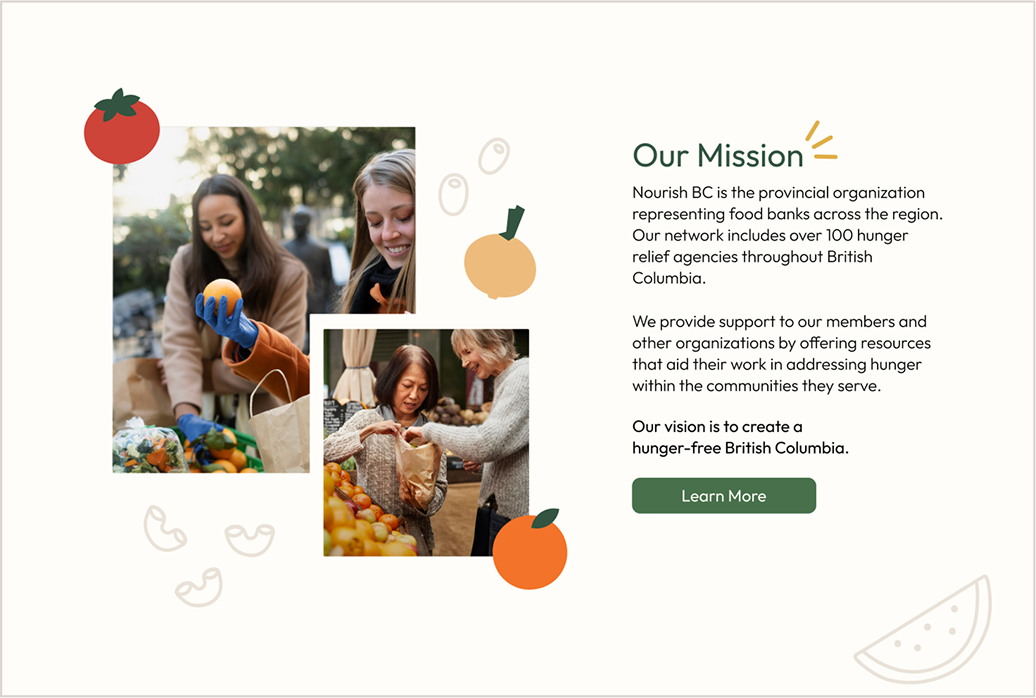 Our Mission
Nourish BC is the provincial organization
representing food banks across the region.
Our network includes over 100 hunger
relief agencies throughout British
Columbia.
We provide support to our members and
other organizations by offering resources
that aid their work in addressing hunger
within the communities they serve.
Our vision is to create a
hunger-free British Columbia.
Learn More